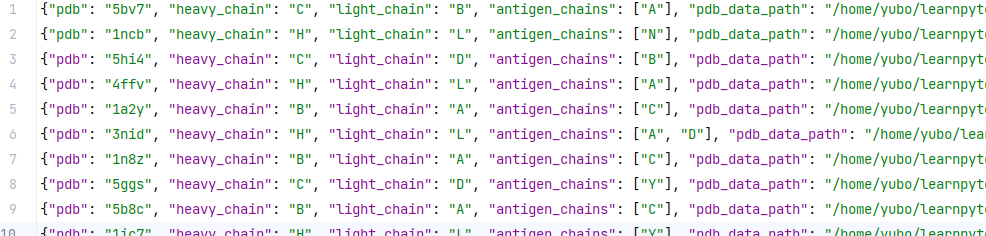 1 {"pdb": "5bv7", "heavy_chain": "C", "light_chain": "B", "antigen_chains": ["A"], "pdb_data_path": "/home/yubo/learnpyt
2 {"pdb": "1ncb", "heavy_chain": "H", "light_chain": "L", "antigen_chains": ["N"], "pdb_data_path": "/home/yubo/learnpyt
3 {"pdb": "5hi4", "heavy_chain": "C", "light_chain": "D", "antigen_chains": ["B"], "pdb_data_path": "/home/yubo/learnpyt
4 {"pdb": "4ffv", "heavy_chain": "H", "light_chain": "L", "antigen_chains": ["A"], "pdb_data_path": "/home/yubo/learnpyt
5 {"pdb": "1a2y", "heavy_chain": "B", "light_chain": "A", "antigen_chains": ["C"], "pdb_data_path": "/home/yubo/learnpyt
6 {"pdb": "3nid", "heavy_chain": "H", "light_chain": "L", "antigen_chains": ["A", "D"], "pdb_data_path": "/home/yubo/lea
7 {"pdb": "1n8z", "heavy_chain": "B", "light_chain": "A", "antigen_chains": ["C"], "pdb_data_path": "/home/yubo/learnpyt
8 {"pdb": "5ggs", "heavy_chain": "C", "light_chain": "D", "antigen_chains": ["Y"], "pdb_data_path": "/home/yubo/learnpyt
9 {"pdb": "5b8c", "heavy_chain": "B", "light_chain": "A", "antigen_chains": ["C"], "pdb_data_path": "/home/yubo/learnpyt
10 {"pdb": "1ic7", "heavy_chain": "H", "light_chain": "L", "antigen_chains": ["Y"], "pdb_data_path": "/home/yubo/learnpyt